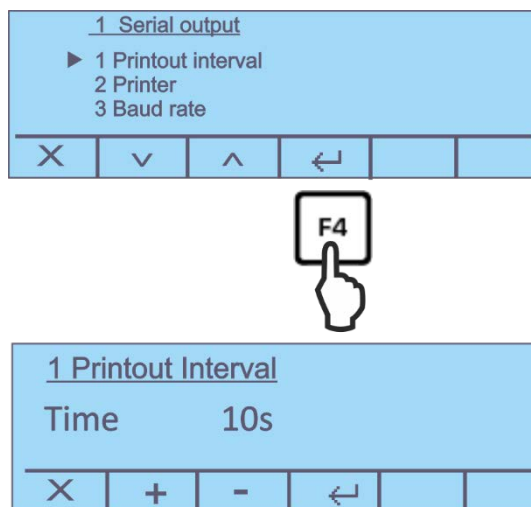 1 Serial output
▶ 1 Printout interval
2 Printer
3 Baud rate
X ∨ ∧ ↵
F4
1 Printout Interval
Time 10s
X + - ↵